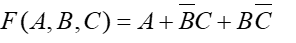 F(A,B,C) = A + B̅C + BC̅